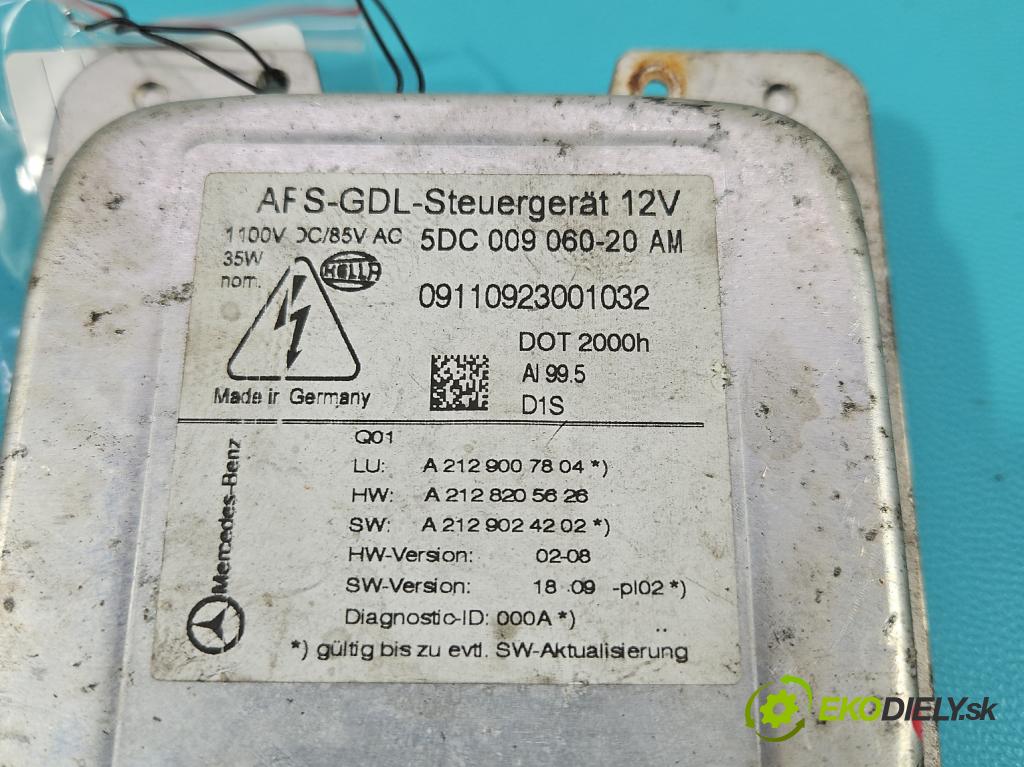 AFS-GDL-Steuergerät 12V
1100V DC/85V AC 5DC 009 060-20 AM
35W
nom.
HELLA
09110923001032
DOT 2000h
AI 99.5
D1S
Made in Germany
Q01
LU: A 212 900 78 04 *)
HW: A 212 820 56 26
SW: A 212 902 42 02 *)
HW-Version: 02-08
SW-Version: 18 09 -pl02 *)
Diagnostic-ID: 000A *)
*) gültig bis zu evtl. SW-Aktualisierung
Mercedes-Benz
EKODIELY.sk